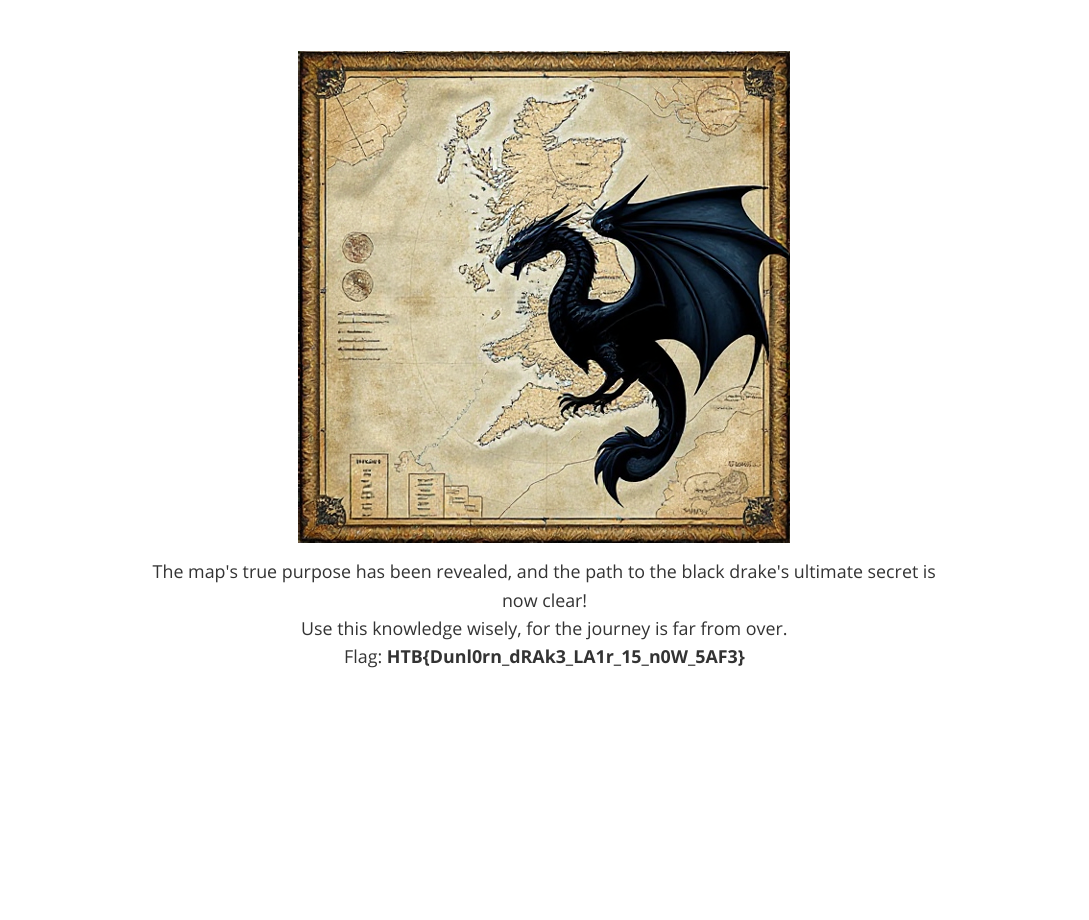 The map's true purpose has been revealed, and the path to the black drake's ultimate secret is
now clear!
Use this knowledge wisely, for the journey is far from over.
Flag: HTB{Dunl0rn_dRAk3_LA1r_15_n0W_5AF3}